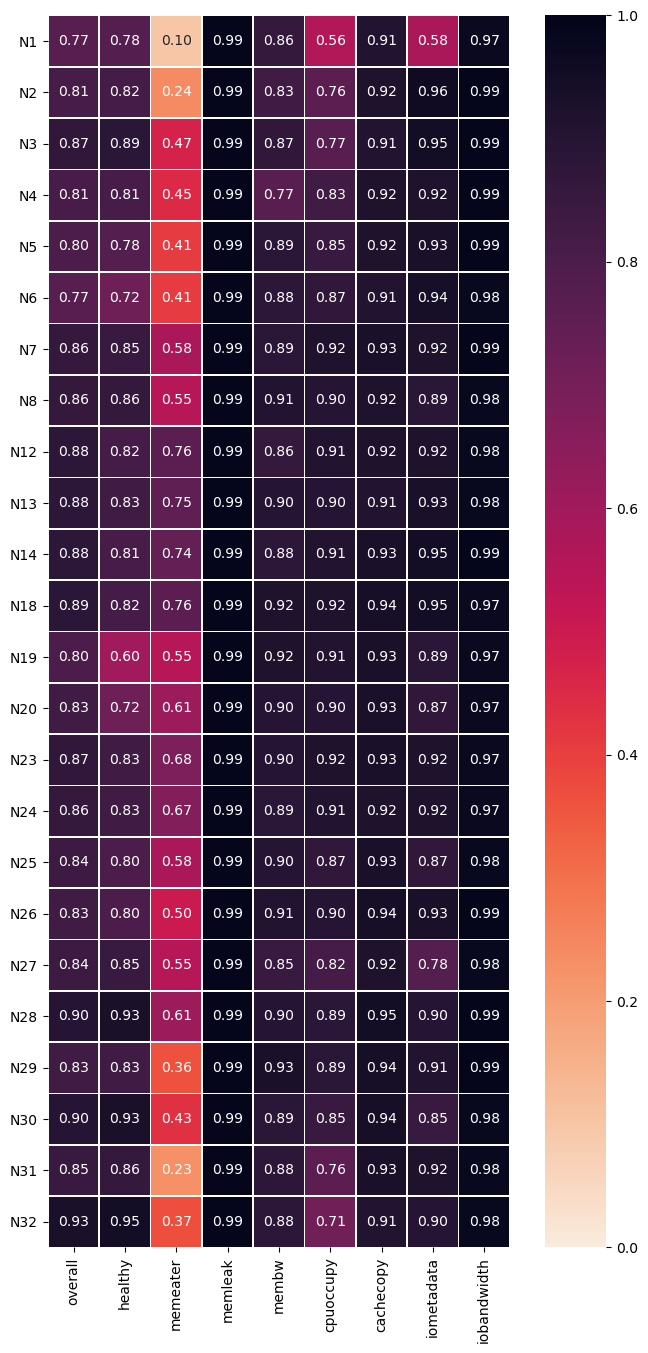 N1 0.77 0.78 0.10 0.99 0.86 0.56 0.91 0.58 0.97
N2 0.81 0.82 0.24 0.99 0.83 0.76 0.92 0.96 0.99
N3 0.87 0.89 0.47 0.99 0.87 0.77 0.91 0.95 0.99
N4 0.81 0.81 0.45 0.99 0.77 0.83 0.92 0.92 0.99
N5 0.80 0.78 0.41 0.99 0.89 0.85 0.92 0.93 0.99
N6 0.77 0.72 0.41 0.99 0.88 0.87 0.91 0.94 0.98
N7 0.86 0.85 0.58 0.99 0.89 0.92 0.93 0.92 0.99
N8 0.86 0.86 0.55 0.99 0.91 0.90 0.92 0.89 0.98
N12 0.88 0.82 0.76 0.99 0.86 0.91 0.92 0.92 0.98
N13 0.88 0.83 0.75 0.99 0.90 0.90 0.91 0.93 0.98
N14 0.88 0.81 0.74 0.99 0.88 0.91 0.93 0.95 0.99
N18 0.89 0.82 0.76 0.99 0.92 0.92 0.94 0.95 0.97
N19 0.80 0.60 0.55 0.99 0.92 0.91 0.93 0.89 0.97
N20 0.83 0.72 0.61 0.99 0.90 0.90 0.93 0.87 0.97
N23 0.87 0.83 0.68 0.99 0.90 0.92 0.93 0.92 0.97
N24 0.86 0.83 0.67 0.99 0.89 0.91 0.92 0.92 0.97
N25 0.84 0.80 0.58 0.99 0.90 0.87 0.93 0.87 0.98
N26 0.83 0.80 0.50 0.99 0.91 0.90 0.94 0.93 0.99
N27 0.84 0.85 0.55 0.99 0.85 0.82 0.92 0.78 0.98
N28 0.90 0.93 0.61 0.99 0.90 0.89 0.95 0.90 0.99
N29 0.83 0.83 0.36 0.99 0.93 0.89 0.94 0.91 0.99
N30 0.90 0.93 0.43 0.99 0.89 0.85 0.94 0.85 0.98
N31 0.85 0.86 0.23 0.99 0.88 0.76 0.93 0.92 0.98
N32 0.93 0.95 0.37 0.99 0.88 0.71 0.91 0.90 0.98
overall healthy memeater memleak membw cpuoccupy cachecopy iometadata iobandwidth
1.0
0.8
0.6
0.4
0.2
0.0